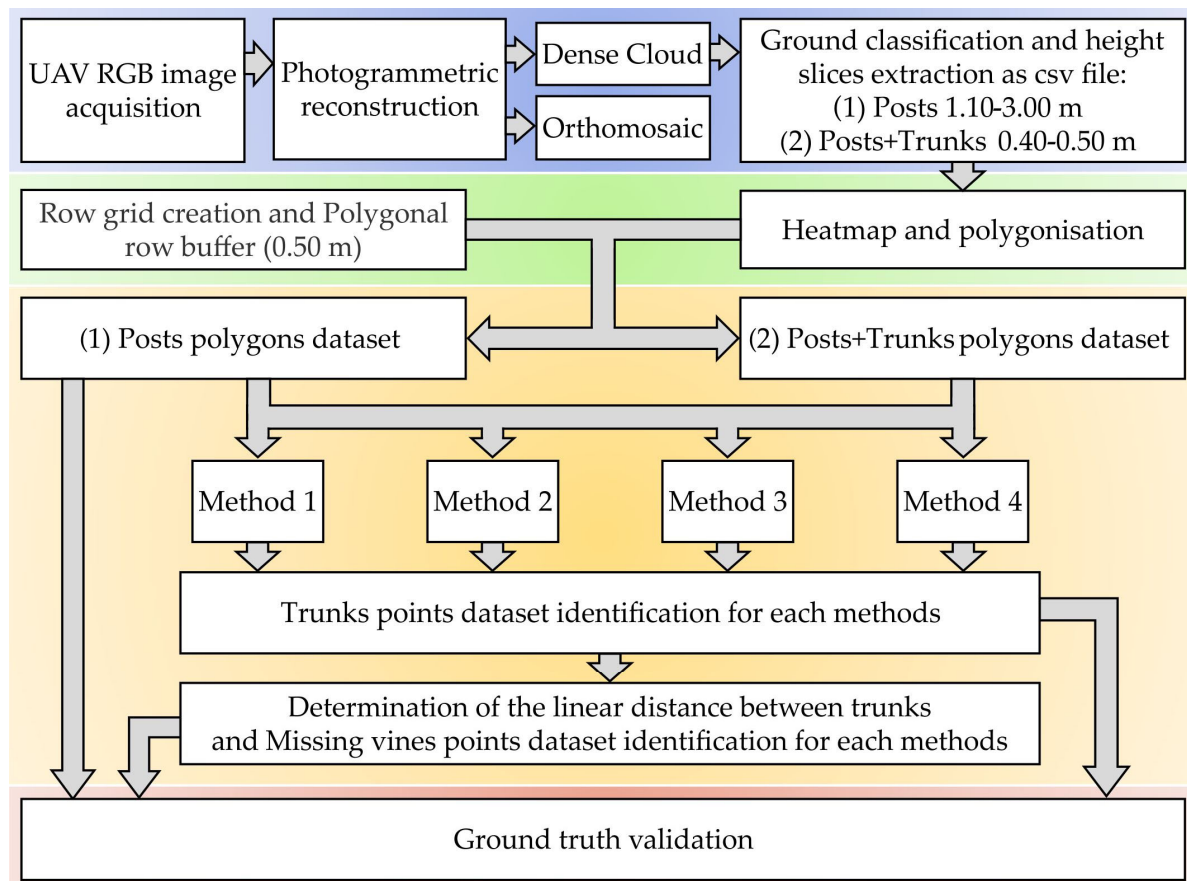 UAV RGB image
acquisition
Photogrammetric
reconstruction
Dense Cloud
Orthomosaic
Ground classification and height
slices extraction as csv file:
(1) Posts 1.10-3.00 m
(2) Posts+Trunks 0.40-0.50 m
Row grid creation and Polygonal
row buffer (0.50 m)
Heatmap and polygonisation
(1) Posts polygons dataset
(2) Posts+Trunks polygons dataset
Method 1
Method 2
Method 3
Method 4
Trunks points dataset identification for each methods
Determination of the linear distance between trunks
and Missing vines points dataset identification for each methods
Ground truth validation